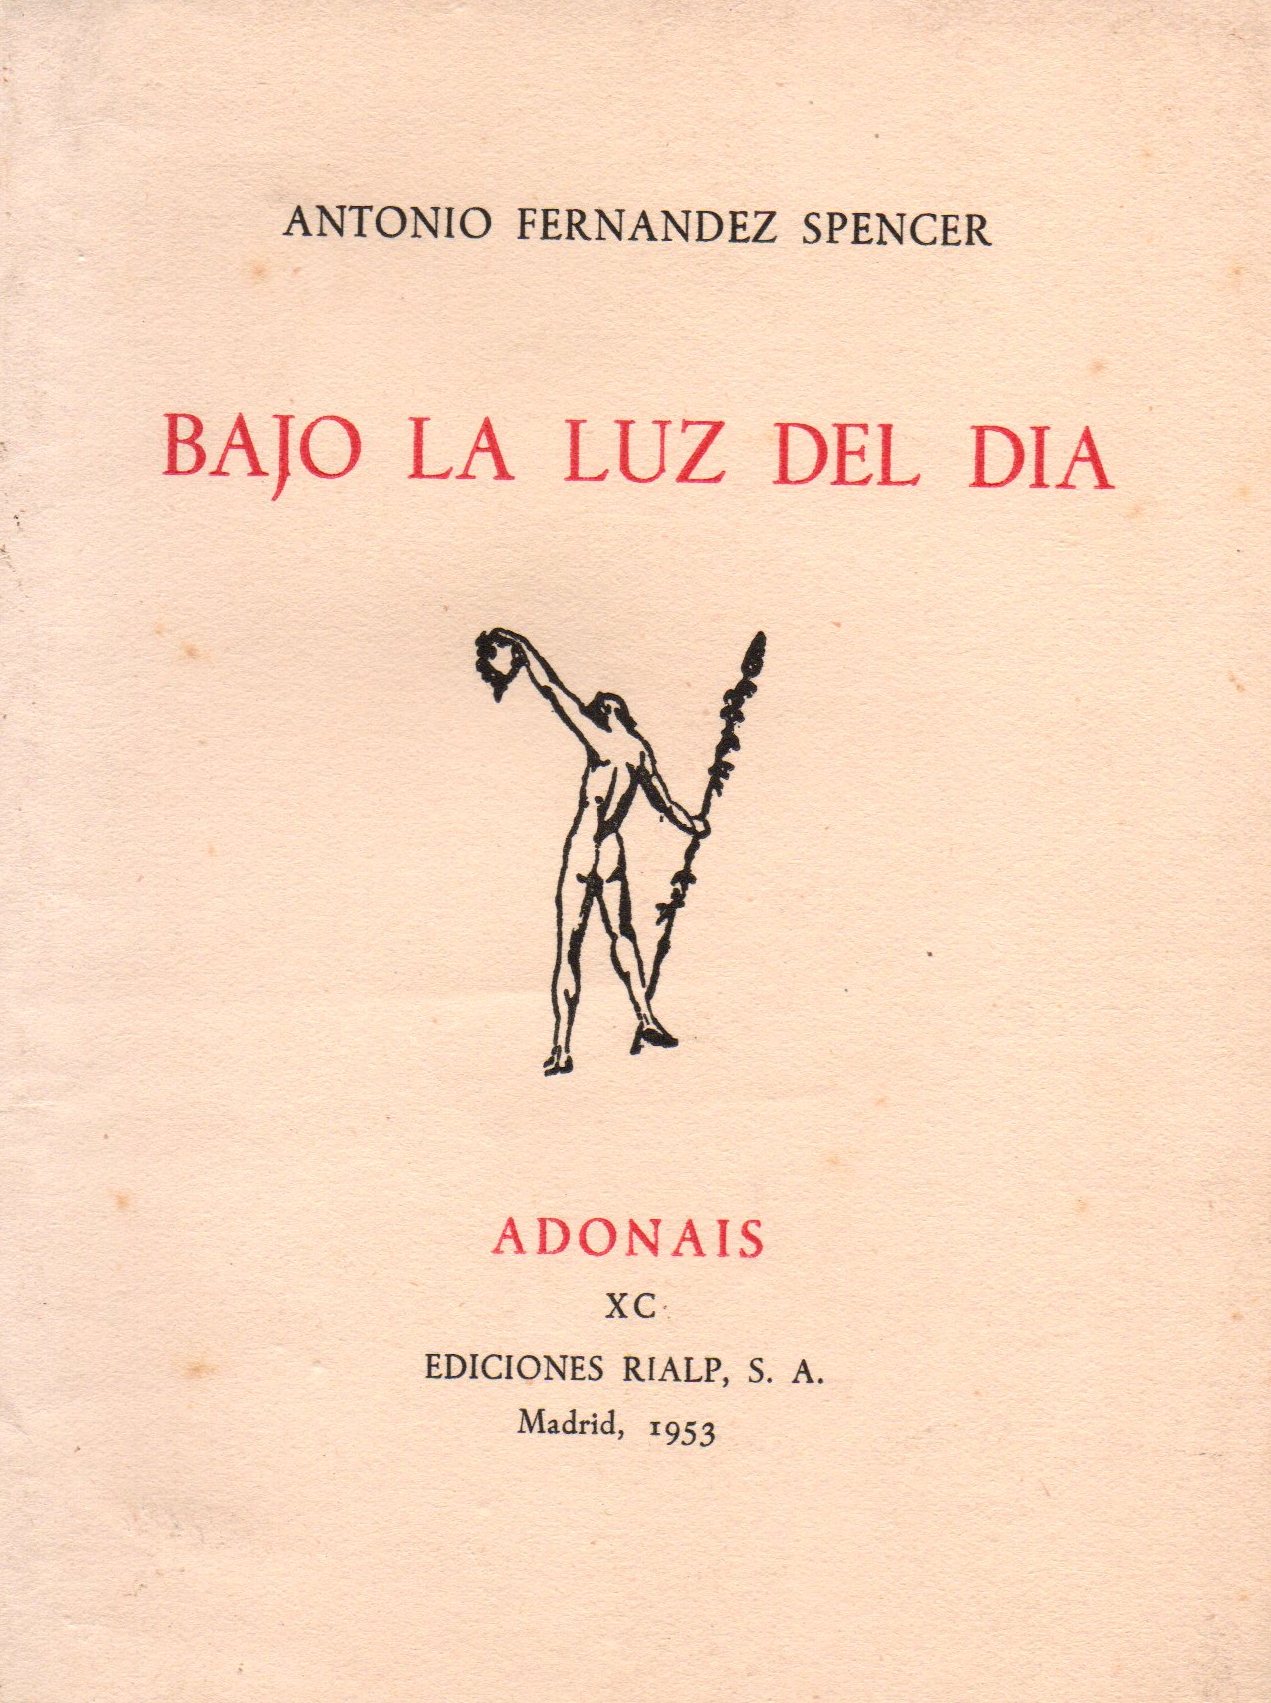 ANTONIO FERNANDEZ SPENCER
BAJO LA LUZ DEL DIA
ADONAIS
XC
EDICIONES RIALP, S. A.
Madrid, 1953